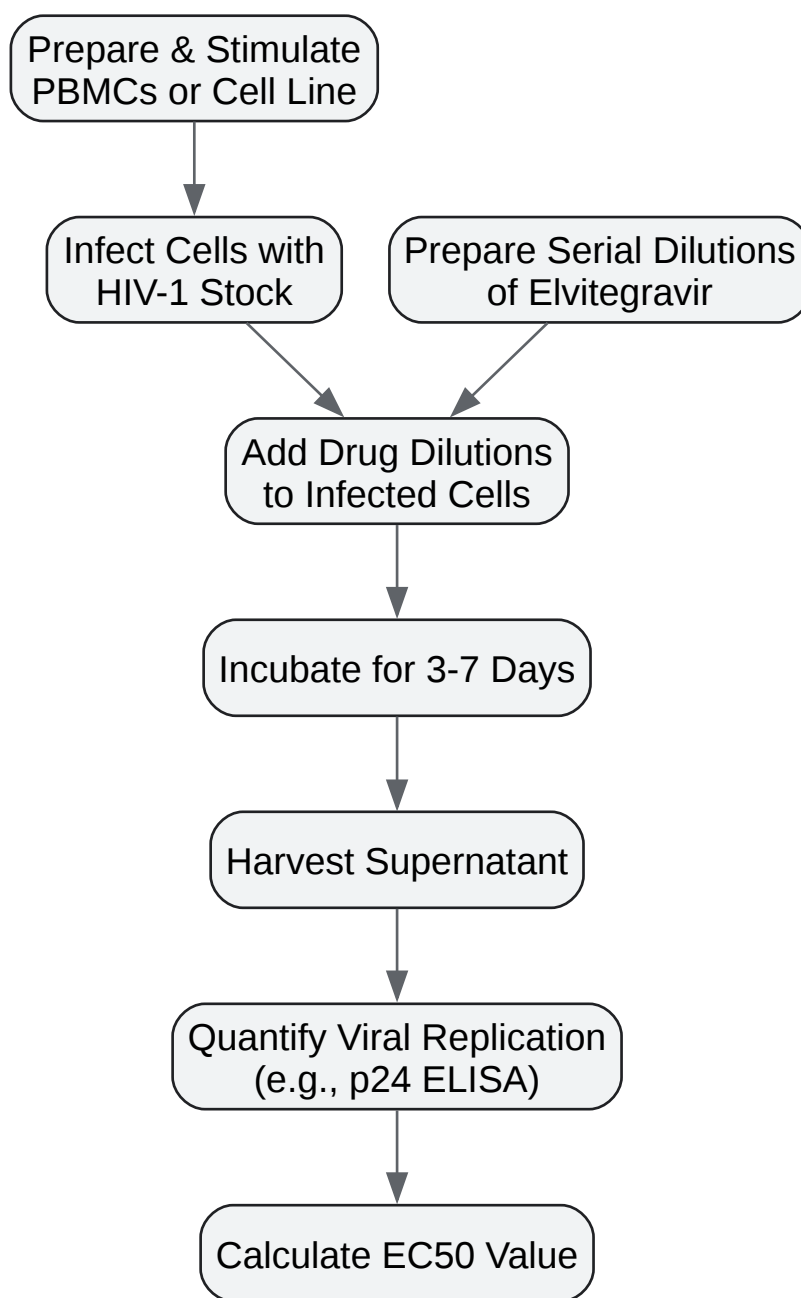 Prepare & Stimulate
PBMCs or Cell Line
Infect Cells with
HIV-1 Stock
Prepare Serial Dilutions
of Elvitegravir
Add Drug Dilutions
to Infected Cells
Incubate for 3-7 Days
Harvest Supernatant
Quantify Viral Replication
(e.g., p24 ELISA)
Calculate EC50 Value